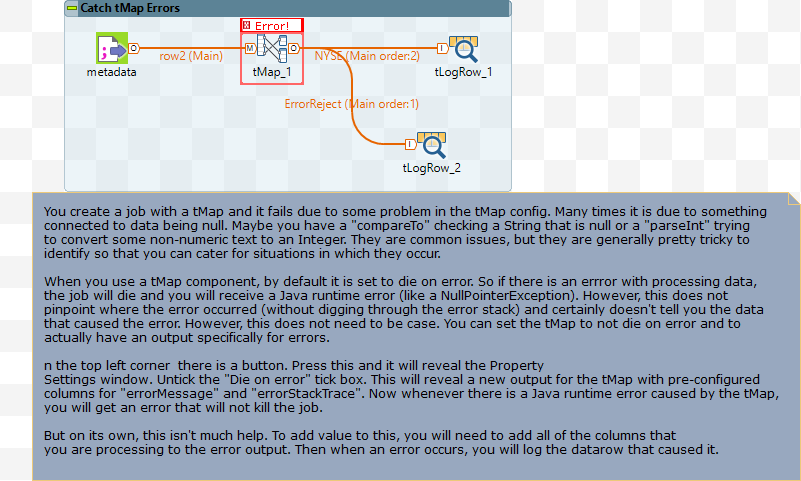 Catch tMap Errors
Error!
M
O
O
I
row2 (Main)
NYSE (Main order:2)
metadata
tMap_1
tLogRow_1
ErrorReject (Main order:1)
I
tLogRow_2
You create a job with a tMap and it fails due to some problem in the tMap config. Many times it is due to something
connected to data being null. Maybe you have a "compareTo" checking a String that is null or a "parseInt" trying
to convert some non-numeric text to an Integer. They are common issues, but they are generally pretty tricky to
identify so that you can cater for situations in which they occur.
When you use a tMap component, by default it is set to die on error. So if there is an errror with processing data,
the job will die and you will receive a Java runtime error (like a NullPointerException). However, this does not
pinpoint where the error occurred (without digging through the error stack) and certainly doesn't tell you the data
that caused the error. However, this does not need to be case. You can set the tMap to not die on error and to
actually have an output specifically for errors.
n the top left corner  there is a button. Press this and it will reveal the Property
Settings window. Untick the "Die on error" tick box. This will reveal a new output for the tMap with pre-configured
columns for "errorMessage" and "errorStackTrace". Now whenever there is a Java runtime error caused by the tMap,
you will get an error that will not kill the job.
But on its own, this isn't much help. To add value to this, you will need to add all of the columns that
you are processing to the error output. Then when an error occurs, you will log the datarow that caused it.